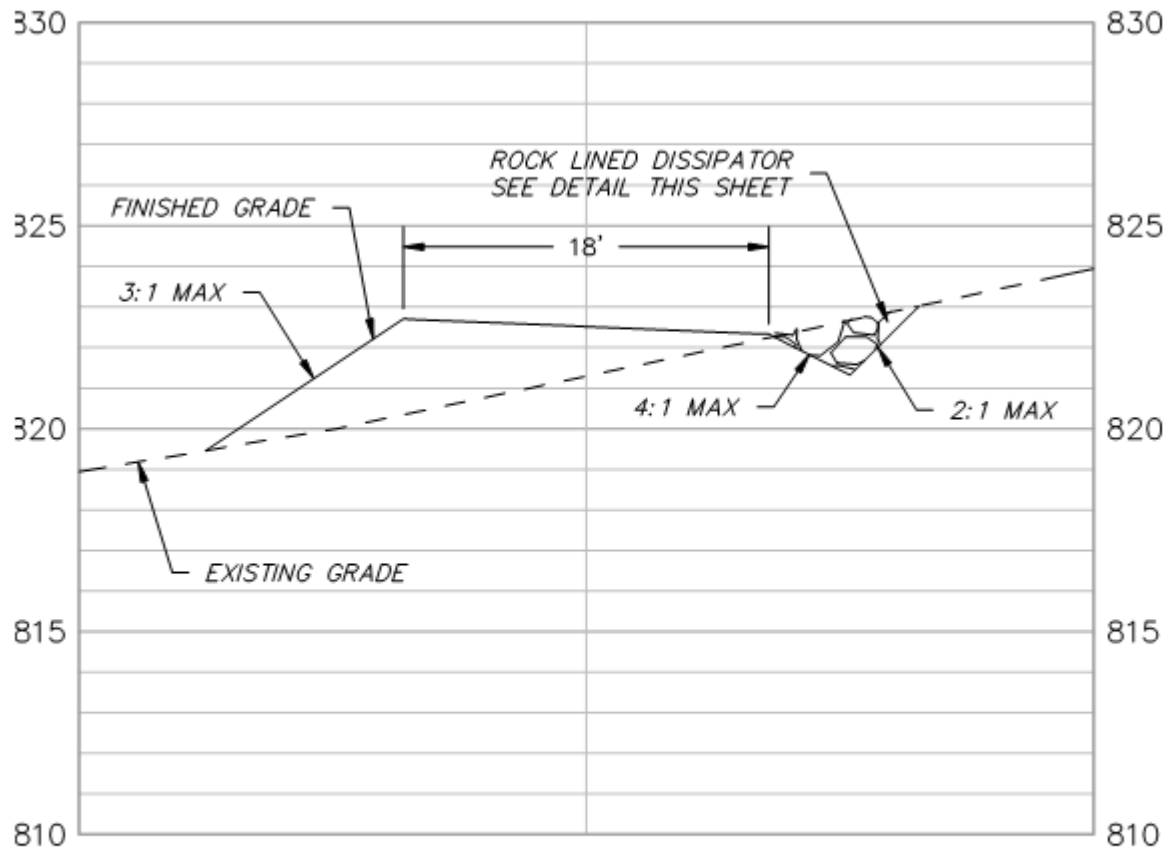 830 830
ROCK LINED DISSIPATOR
SEE DETAIL THIS SHEET
FINISHED GRADE
825 825
18'
3:1 MAX
4:1 MAX 2:1 MAX
820 820
EXISTING GRADE
815 815
810 810